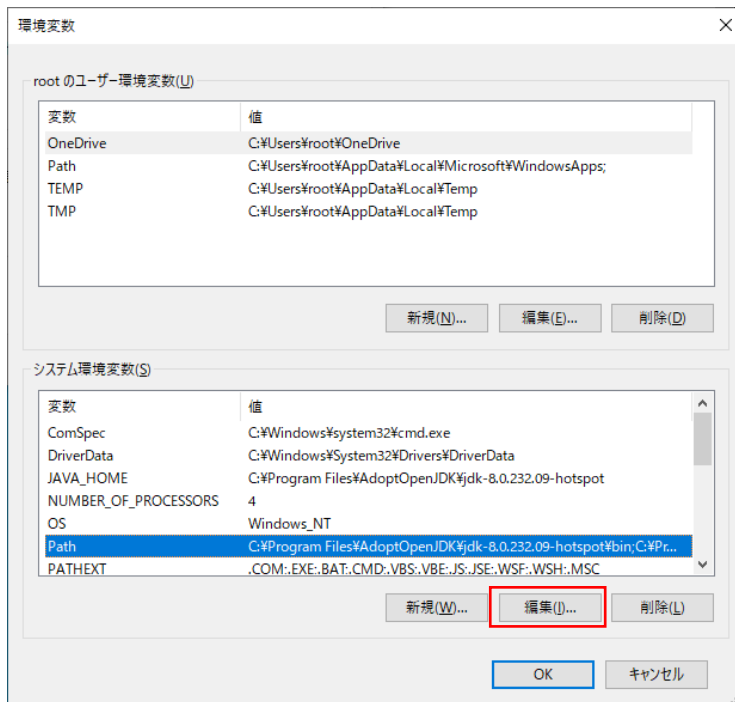 環境変数
root のユーザー環境変数(U)
変数 値
OneDrive C:¥Users¥root¥OneDrive
Path C:¥Users¥root¥AppData¥Local¥Microsoft¥WindowsApps;
TEMP C:¥Users¥root¥AppData¥Local¥Temp
TMP C:¥Users¥root¥AppData¥Local¥Temp
新規(N)... 編集(E)... 削除(D)
システム環境変数(S)
変数 値
ComSpec C:¥Windows¥system32¥cmd.exe
DriverData C:¥Windows¥System32¥Drivers¥DriverData
JAVA_HOME C:¥Program Files¥AdoptOpenJDK¥jdk-8.0.232.09-hotspot
NUMBER_OF_PROCESSORS 4
OS Windows_NT
Path C:¥Program Files¥AdoptOpenJDK¥jdk-8.0.232.09-hotspot¥bin;C:¥Pr...
PATHEXT .COM;.EXE;.BAT;.CMD;.VBS;.VBE;.JS;.JSE;.WSF;.WSH;.MSC
新規(W)... 編集(I)... 削除(L)
OK キャンセル